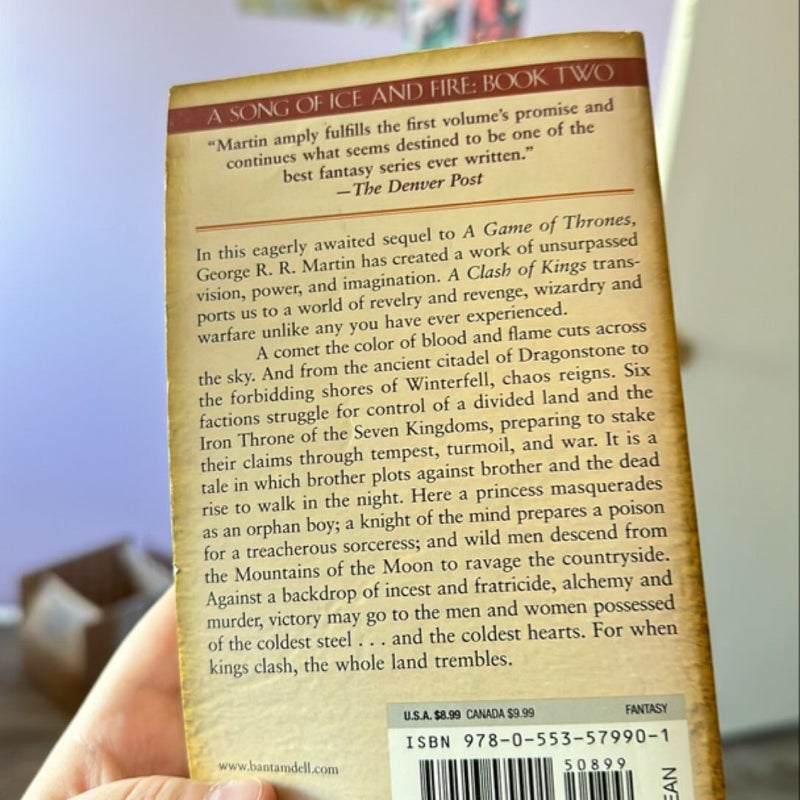 A SONG OF ICE AND FIRE: BOOK TWO
“Martin amply fulfills the first volume’s promise and
continues what seems destined to be one of the
best fantasy series ever written.”
—The Denver Post
In this eagerly awaited sequel to A Game of Thrones,
George R. R. Martin has created a work of unsurpassed
vision, power, and imagination. A Clash of Kings trans-
ports us to a world of revelry and revenge, wizardry and
warfare unlike any you have ever experienced.
A comet the color of blood and flame cuts across
the sky. And from the ancient citadel of Dragonstone to
the forbidding shores of Winterfell, chaos reigns. Six
factions struggle for control of a divided land and the
Iron Throne of the Seven Kingdoms, preparing to stake
their claims through tempest, turmoil, and war. It is a
tale in which brother plots against brother and the dead
rise to walk in the night. Here a princess masquerades
as an orphan boy; a knight of the mind prepares a poison
for a treacherous sorceress; and wild men descend from
the Mountains of the Moon to ravage the countryside.
Against a backdrop of incest and fratricide, alchemy and
murder, victory may go to the men and women possessed
of the coldest steel . . . and the coldest hearts. For when
kings clash, the whole land trembles.
U.S.A. $8.99 CANADA $9.99 FANTASY
ISBN 978-0-553-57990-1
50899
EAN
www.bantamdell.com